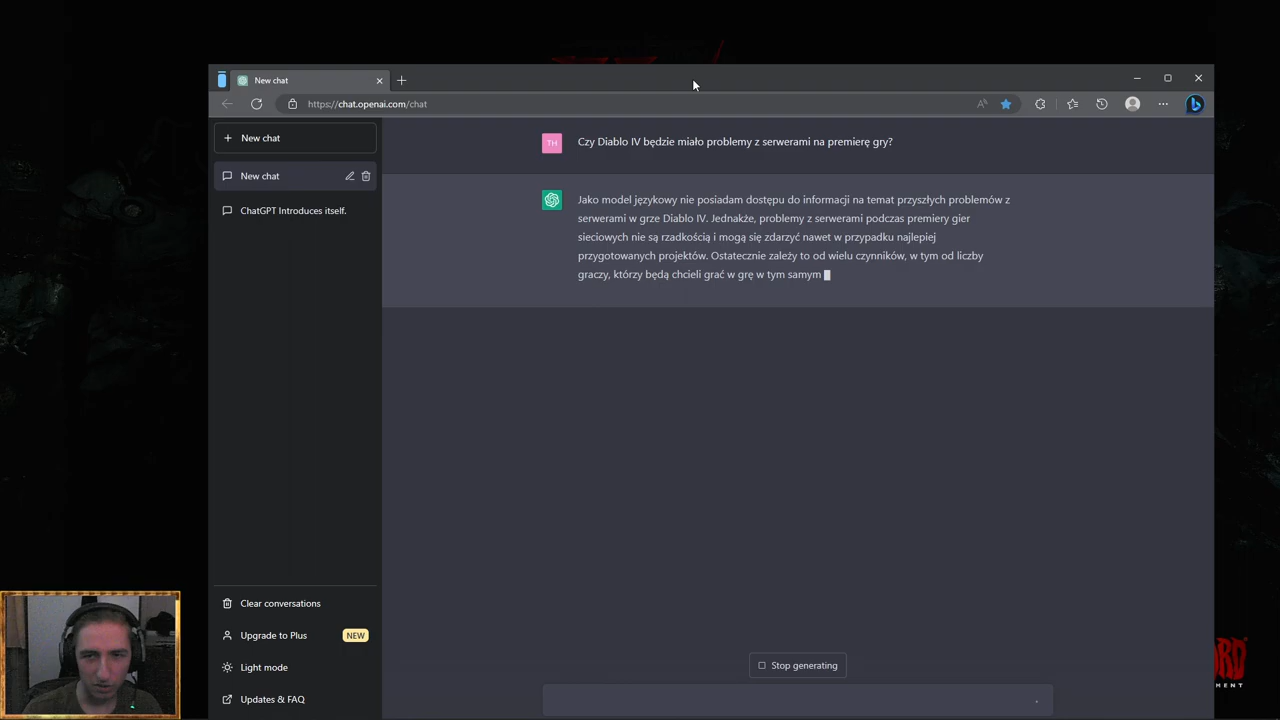 New chat
https://chat.openai.com/chat
New chat
New chat
ChatGPT Introduces itself.
TH
Czy Diablo IV będzie miało problemy z serwerami na premierę gry?
Jako model językowy nie posiadam dostępu do informacji na temat przyszłych problemów z
serwerami w grze Diablo IV. Jednakże, problemy z serwerami podczas premiery gier
sieciowych nie są rzadkością i mogą się zdarzyć nawet w przypadku najlepiej
przygotowanych projektów. Ostatecznie zależy to od wielu czynników, w tym od liczby
graczy, którzy będą chcieli grać w grę w tym samym
Stop generating
Clear conversations
Upgrade to Plus NEW
Light mode
Updates & FAQ